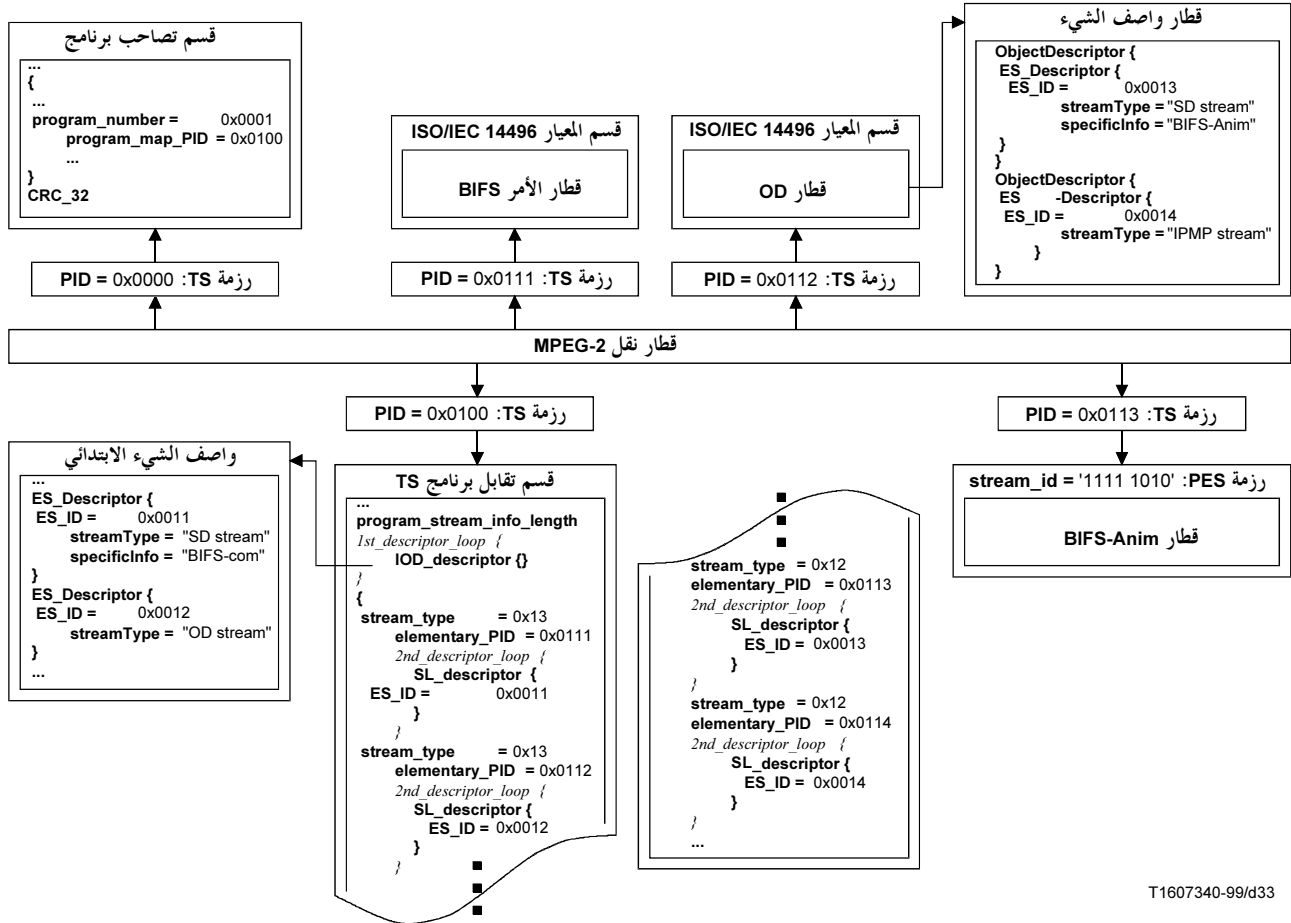 قسم تصاحب برنامج
...
{
...
program_number = 0x0001
program_map_PID = 0x0100
...
}
CRC_32
قسم المعيار ISO/IEC 14496
قطار الأمر BIFS
قسم المعيار ISO/IEC 14496
قطار OD
قطار واصف الشيء
ObjectDescriptor {
ES_Descriptor {
ES_ID = 0x0013
streamType = "SD stream"
specificInfo = "BIFS-Anim"
}
}
ObjectDescriptor {
ES -Descriptor {
ES_ID = 0x0014
streamType = "IPMP stream"
}
}
رزمة TS: PID = 0x0000
رزمة TS: PID = 0x0111
رزمة TS: PID = 0x0112
قطار نقل MPEG-2
رزمة TS: PID = 0x0100
رزمة TS: PID = 0x0113
واصف الشيء الابتدائي
...
ES_Descriptor {
ES_ID = 0x0011
streamType = "SD stream"
specificInfo = "BIFS-com"
}
ES_Descriptor {
ES_ID = 0x0012
streamType = "OD stream"
}
...
قسم تقابل برنامج TS
...
program_stream_info_length
1st_descriptor_loop {
IOD_descriptor {}
}
{
stream_type = 0x13
elementary_PID = 0x0111
2nd_descriptor_loop {
SL_descriptor {
ES_ID = 0x0011
}
}
stream_type = 0x13
elementary_PID = 0x0112
2nd_descriptor_loop {
SL_descriptor {
ES_ID = 0x0012
}
}
stream_type = 0x12
elementary_PID = 0x0113
2nd_descriptor_loop {
SL_descriptor {
ES_ID = 0x0013
}
}
stream_type = 0x12
elementary_PID = 0x0114
2nd_descriptor_loop {
SL_descriptor {
ES_ID = 0x0014
}
}
...
رزمة PES: stream_id = '1111 1010'
قطار BIFS-Anim
T1607340-99/d33